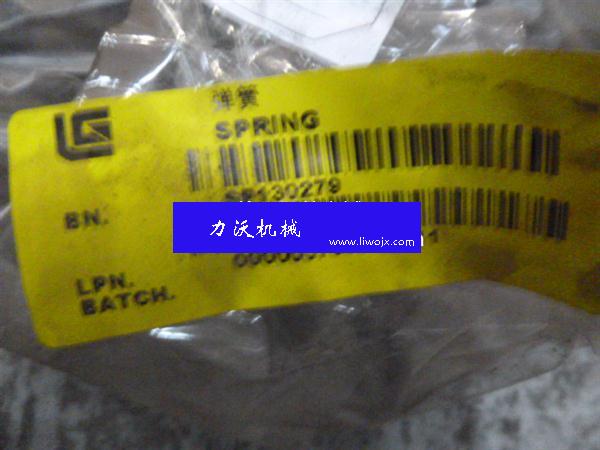 弹簧
SPRING
SP130279
BN.
力沃机械
www.liwojx.com
LPN.
BATCH.